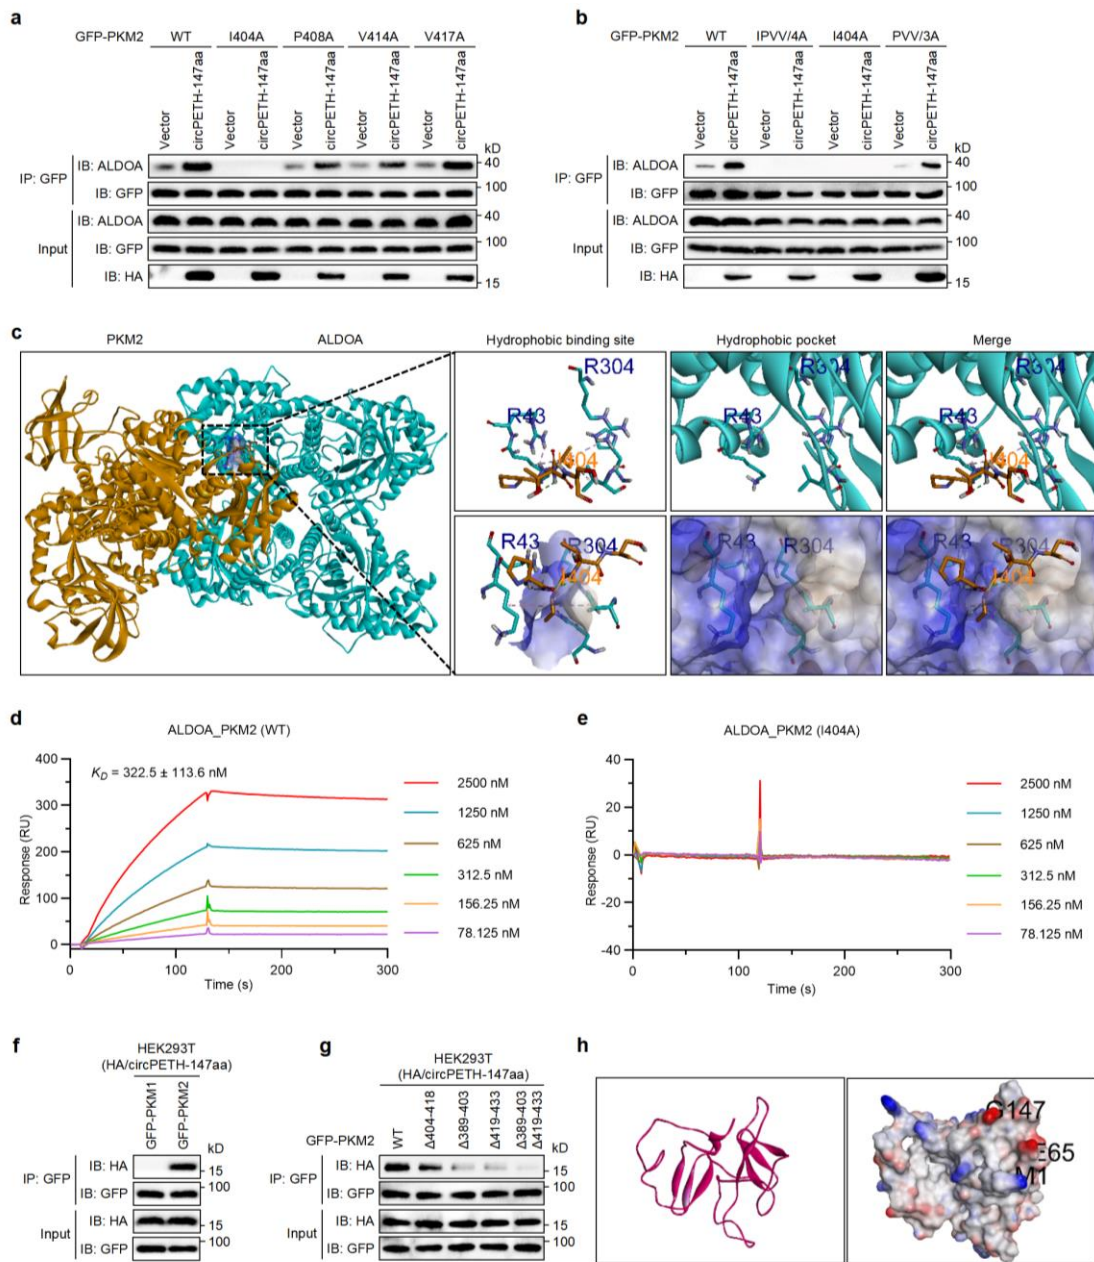 a
GFP-PKM2 WT I404A P408A V414A V417A
Vector circPETH-147aa Vector circPETH-147aa Vector circPETH-147aa Vector circPETH-147aa Vector circPETH-147aa
kD
IP: GFP
IB: ALDOA 40
IB: GFP 100
Input
IB: ALDOA 40
IB: GFP 100
IB: HA 15
b
GFP-PKM2 WT IPVV/4A I404A PVV/3A
Vector circPETH-147aa Vector circPETH-147aa Vector circPETH-147aa Vector circPETH-147aa
kD
IP: GFP
IB: ALDOA 40
IB: GFP 100
Input
IB: ALDOA 40
IB: GFP 100
IB: HA 15
c
PKM2 ALDOA Hydrophobic binding site Hydrophobic pocket Merge
R304 R304 R304
R43 R43 R43
I404 I404
R43 R304 R43 R304 R43 R304
I404 I404
d
ALDOA_PKM2 (WT)
KD = 322.5 ± 113.6 nM
Response (RU)
400
300
200
100
0
0 100 200 300
Time (s)
2500 nM
1250 nM
625 nM
312.5 nM
156.25 nM
78.125 nM
e
ALDOA_PKM2 (I404A)
Response (RU)
40
20
0
-20
-40
0 100 200 300
Time (s)
2500 nM
1250 nM
625 nM
312.5 nM
156.25 nM
78.125 nM
f
HEK293T
(HA/circPETH-147aa)
GFP-PKM1 GFP-PKM2
kD
IP: GFP
IB: HA 15
IB: GFP 100
Input
IB: HA 15
IB: GFP 100
g
HEK293T
(HA/circPETH-147aa)
GFP-PKM2 WT Δ404-418 Δ389-403 Δ419-433 Δ389-403 Δ419-433
kD
IP: GFP
IB: HA 15
IB: GFP 100
Input
IB: HA 15
IB: GFP 100
h
G147
E65
M1